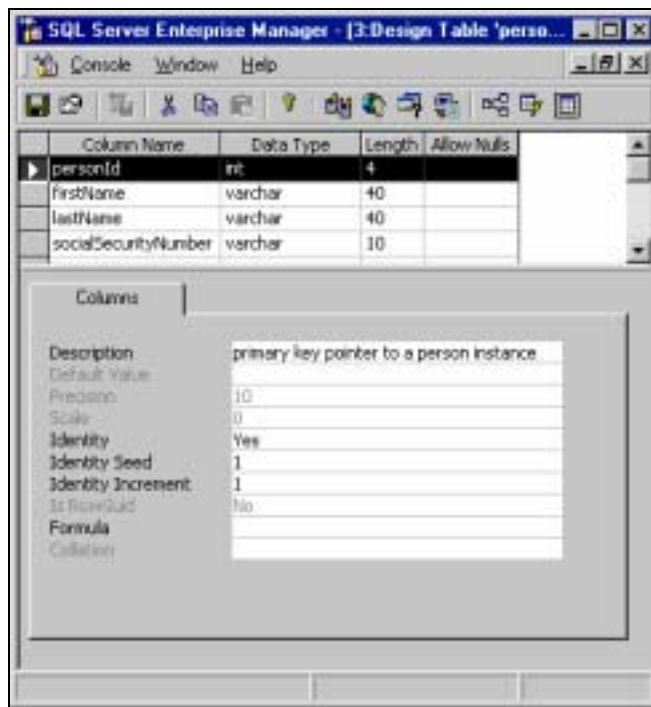 SQL Server Enterprise Manager - [3:Design Table 'perso...
Console Window Help
Column Name Data Type Length Allow Nulls
personId int 4
firstName varchar 40
lastName varchar 40
socialSecurityNumber varchar 10
Columns
Description primary key pointer to a person instance
Default Value
Precision 10
Scale 0
Identity Yes
Identity Seed 1
Identity Increment 1
Is RowGuid No
Formula
Collation